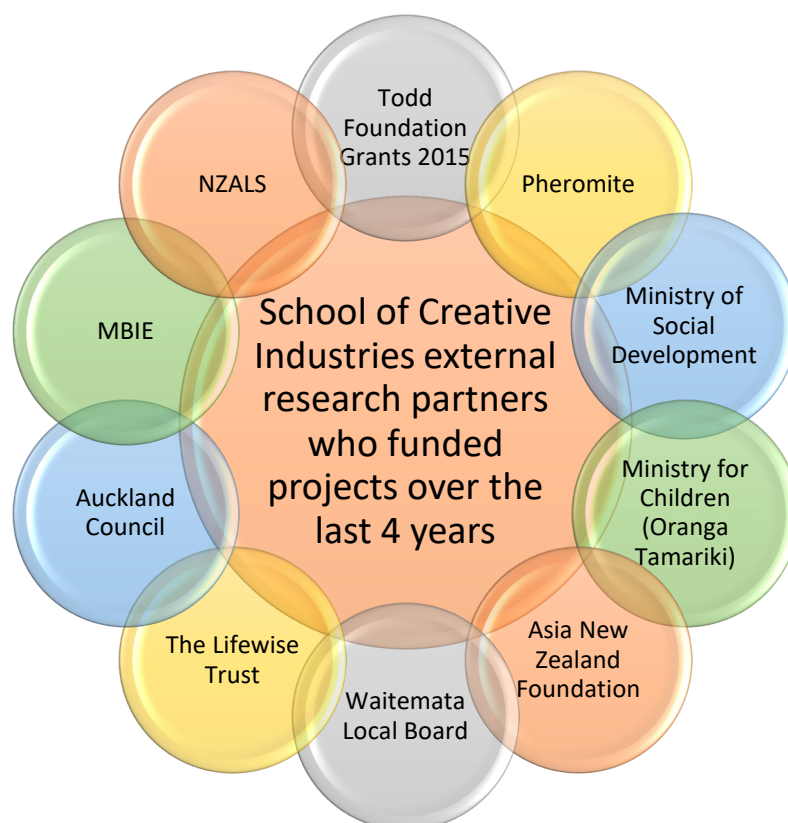 Todd
Foundation
Grants 2015
Pheromite
Ministry of
Social
Development
Ministry for
Children
(Oranga
Tamariki)
Asia New
Zealand
Foundation
Waitemata
Local Board
The Lifewise
Trust
Auckland
Council
MBIE
NZALS
School of Creative
Industries external
research partners
who funded
projects over the
last 4 years